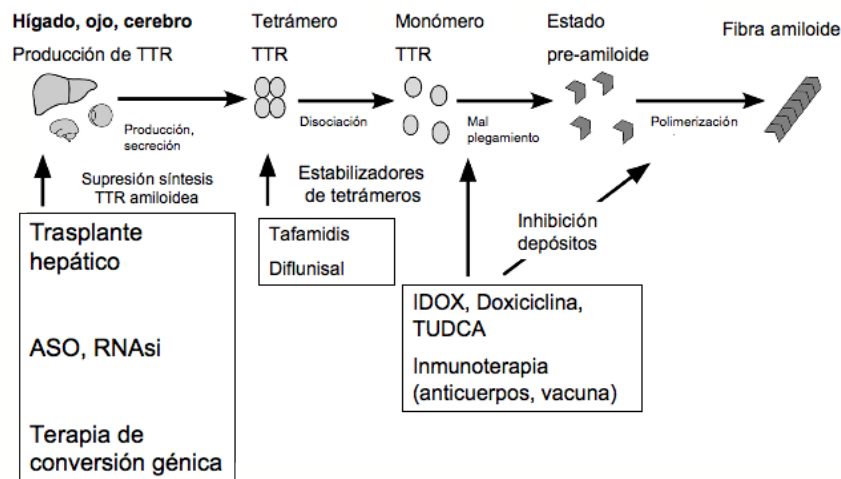 Hígado, ojo, cerebro
Producción de TTR
Tetrámero
TTR
Monómero
TTR
Estado
pre-amiloide
Fibra amiloide
Producción,
secreción
Disociación
Mal
plegamiento
Polimerización
Supresión síntesis
TTR amiloidea
Estabilizadores
de tetrámeros
Inhibición
depósitos
Trasplante
hepático
ASO, RNAsi
Terapia de
conversión génica
Tafamidis
Diflunisal
IDOX, Doxiciclina,
TUDCA
Inmunoterapia
(anticuerpos, vacuna)